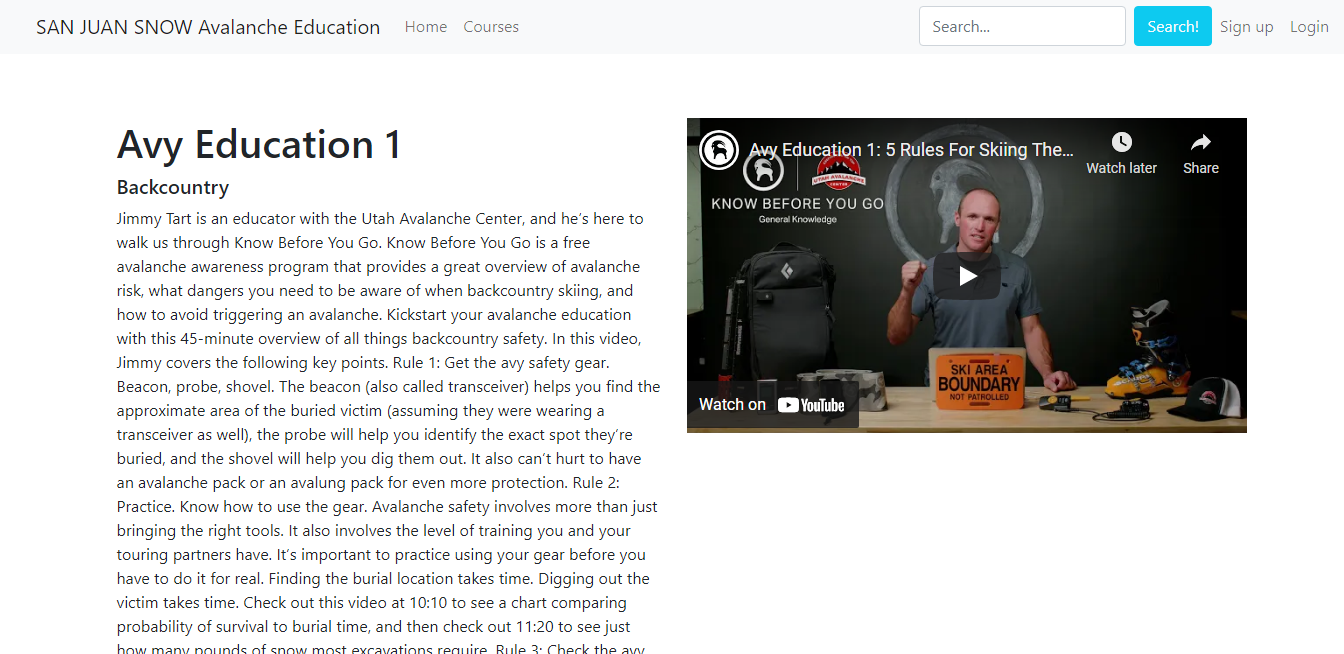 SAN JUAN SNOW Avalanche Education
Home
Courses
Search...
Search!
Sign up
Login
Avy Education 1
Backcountry
Jimmy Tart is an educator with the Utah Avalanche Center, and he's here to
walk us through Know Before You Go. Know Before You Go is a free
avalanche awareness program that provides a great overview of avalanche
risk, what dangers you need to be aware of when backcountry skiing, and
how to avoid triggering an avalanche. Kickstart your avalanche education
with this 45-minute overview of all things backcountry safety. In this video,
Jimmy covers the following key points. Rule 1: Get the avy safety gear.
Beacon, probe, shovel. The beacon (also called transceiver) helps you find the
approximate area of the buried victim (assuming they were wearing a
transceiver as well), the probe will help you identify the exact spot they're
buried, and the shovel will help you dig them out. It also can't hurt to have
an avalanche pack or an avalung pack for even more protection. Rule 2:
Practice. Know how to use the gear. Avalanche safety involves more than just
bringing the right tools. It also involves the level of training you and your
touring partners have. It's important to practice using your gear before you
have to do it for real. Finding the burial location takes time. Digging out the
victim takes time. Check out this video at 10:10 to see a chart comparing
probability of survival to burial time, and then check out 11:20 to see just
how many pounds of snow most excavations require. Rule 3: Check the avy
Avy Education 1: 5 Rules For Skiing The...
Watch later
Share
UTAH AVALANCHE
CENTER
KNOW BEFORE YOU GO
General Knowledge
SKI AREA
BOUNDARY
NOT PATROLLED
Watch on YouTube